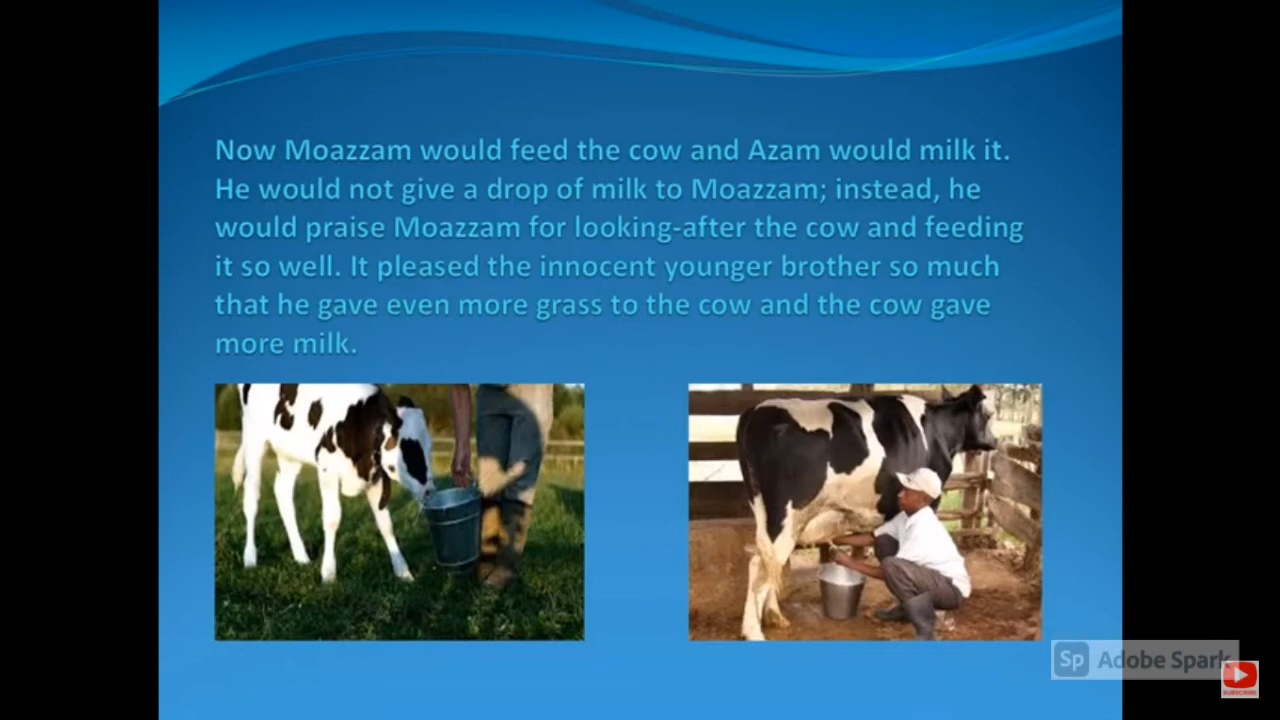 Now Moazzam would feed the cow and Azam would milk it.
He would not give a drop of milk to Moazzam; instead, he
would praise Moazzam for looking-after the cow and feeding
it so well. It pleased the innocent younger brother so much
that he gave even more grass to the cow and the cow gave
more milk.
Sp Adobe Spark
SUBSCRIBE